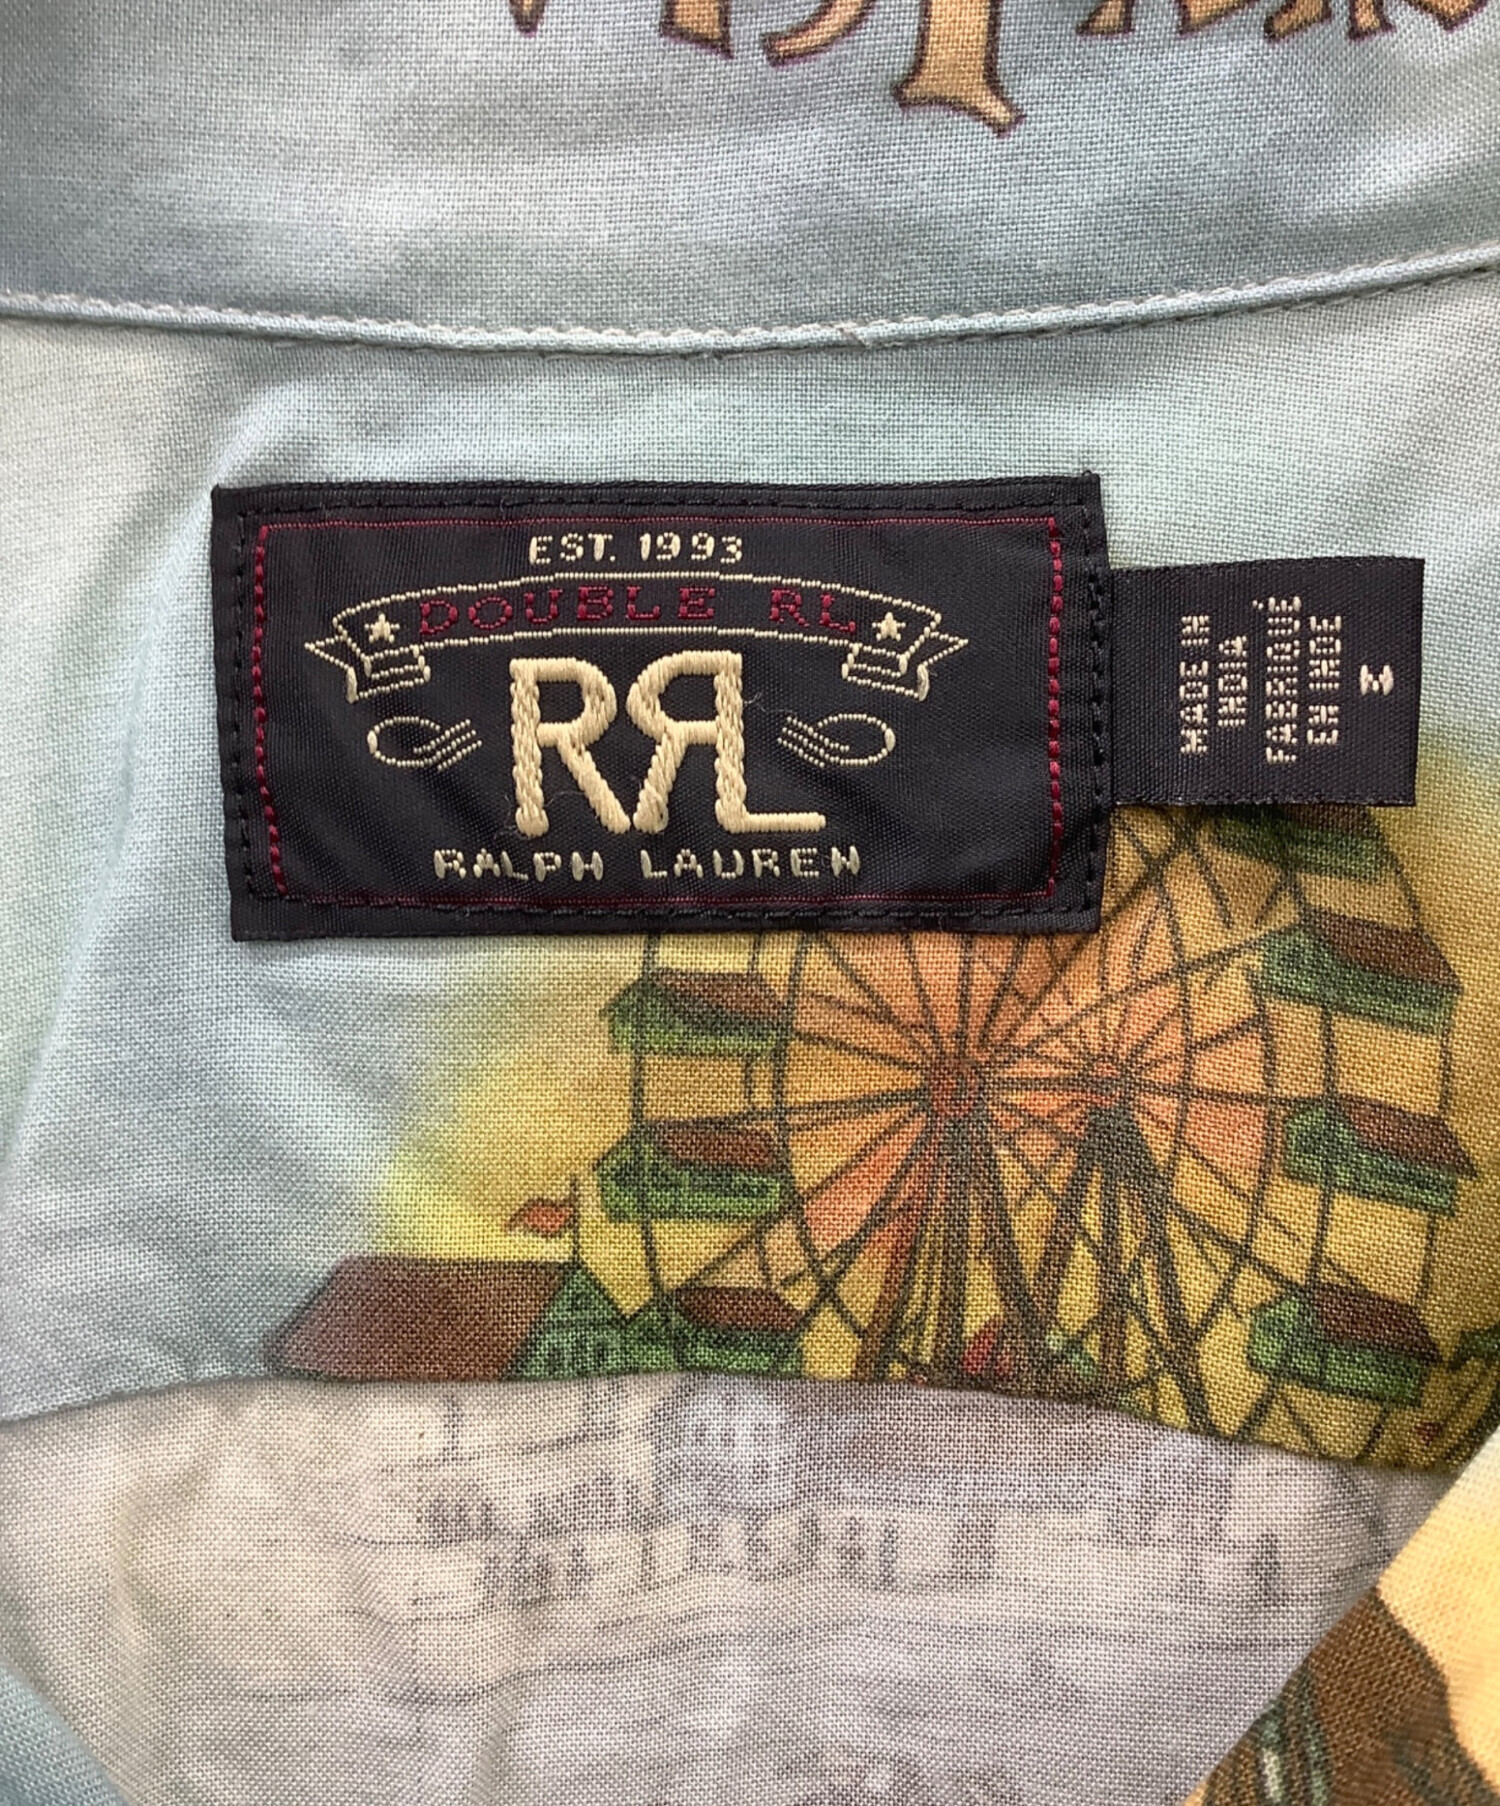 EST. 1993
DOUBLE RL
RRL
RALPH LAUREN
MADE IN
INDIA
FABRIQUÉ
EN INDE
M